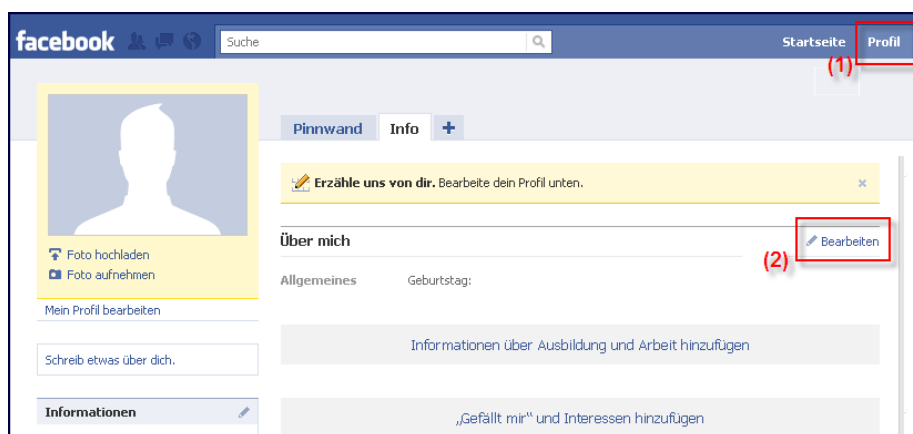 facebook
Suche
Startseite Profil
(1)
Pinnwand Info +
Erzähle uns von dir. Bearbeite dein Profil unten.
Über mich
Bearbeiten
(2)
Foto hochladen
Foto aufnehmen
Allgemeines Geburtstag:
Mein Profil bearbeiten
Informationen über Ausbildung und Arbeit hinzufügen
Schreib etwas über dich.
Informationen
„Gefällt mir“ und Interessen hinzufügen